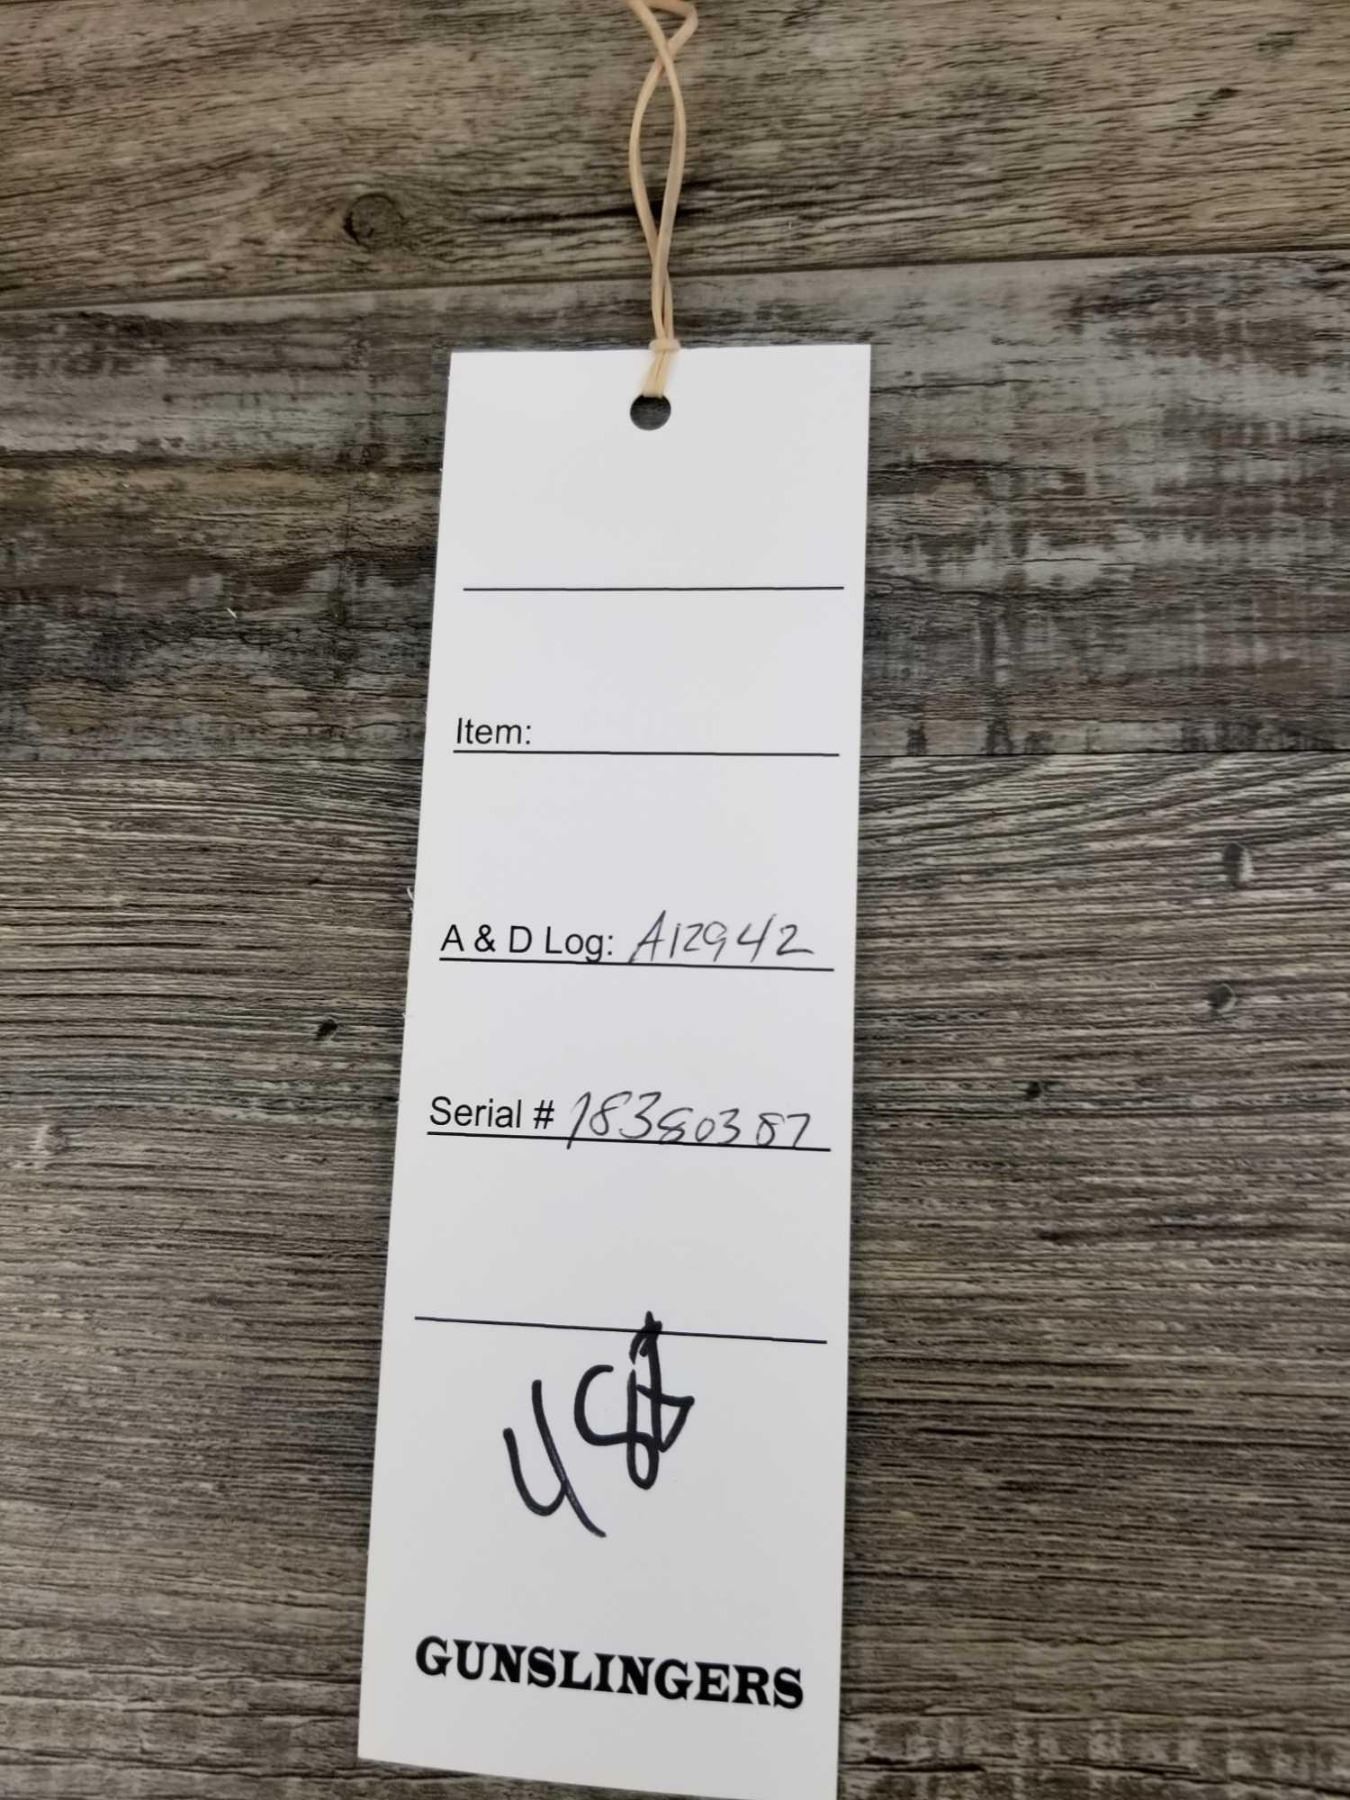 Item:
A & D Log: A12942
Serial # 18380387
GUNSLINGERS